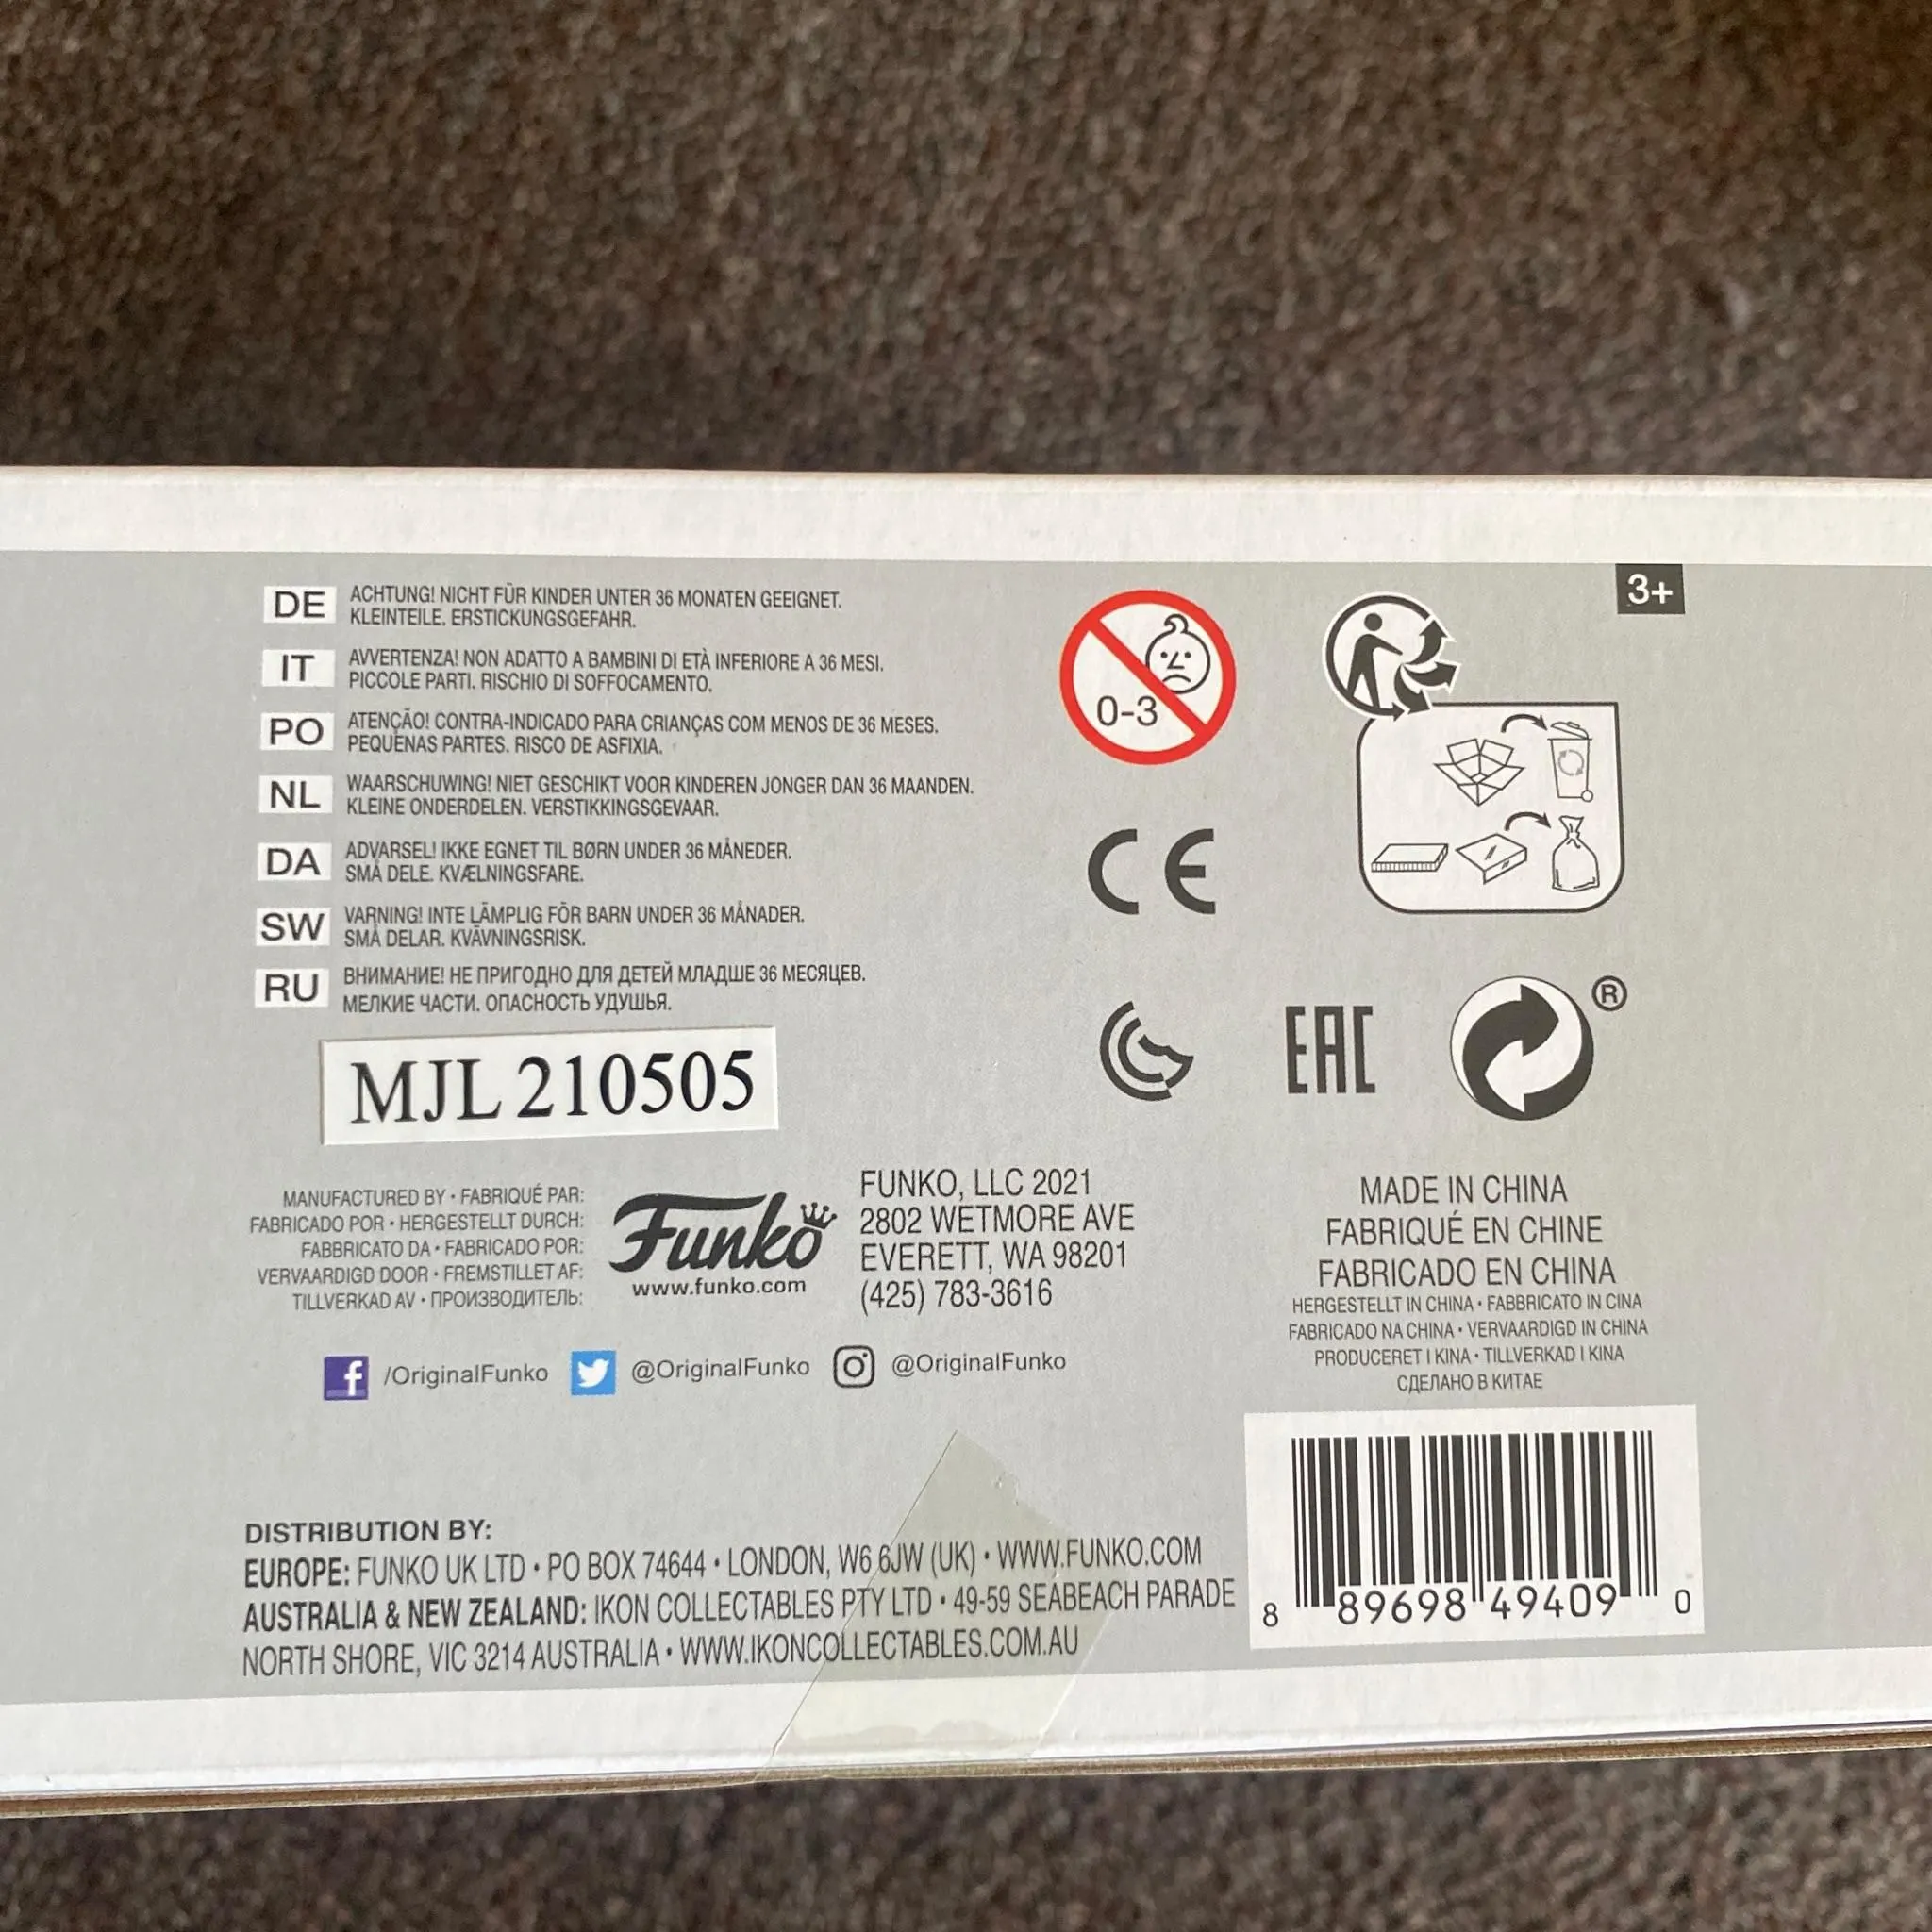 3+
DE
ACHTUNG! NICHT FÜR KINDER UNTER 36 MONATEN GEEIGNET.
KLEINTEILE. ERSTICKUNGSGEFAHR.
IT
AVVERTENZA! NON ADATTO A BAMBINI DI ETÀ INFERIORE A 36 MESI.
PICCOLE PARTI. RISCHIO DI SOFFOCAMENTO.
PO
ATENÇÃO! CONTRA-INDICADO PARA CRIANÇAS COM MENOS DE 36 MESES.
PEQUENAS PARTES. RISCO DE ASFIXIA.
NL
WAARSCHUWING! NIET GESCHIKT VOOR KINDEREN JONGER DAN 36 MAANDEN.
KLEINE ONDERDELEN. VERSTIKKINGSGEVAAR.
DA
ADVARSEL! IKKE EGNET TIL BØRN UNDER 36 MÅNEDER.
SMÅ DELE. KVÆLNINGSFARE.
SW
VARNING! INTE LÄMPLIG FÖR BARN UNDER 36 MÅNADER.
SMÅ DELAR. KVÄVNINGSRISK.
RU
ВНИМАНИЕ! НЕ ПРИГОДНО ДЛЯ ДЕТЕЙ МЛАДШЕ 36 МЕСЯЦЕВ.
МЕЛКИЕ ЧАСТИ. ОПАСНОСТЬ УДУШЬЯ.
0-3
CE
EAC
®
MJL 210505
MANUFACTURED BY • FABRIQUÉ PAR:
FABRICADO POR • HERGESTELLT DURCH:
FABBRICATO DA • FABRICADO POR:
VERVAARDIGD DOOR • FREMSTILLET AF:
TILLVERKAD AV • ПРОИЗВОДИТЕЛЬ:
Funko
www.funko.com
FUNKO, LLC 2021
2802 WETMORE AVE
EVERETT, WA 98201
(425) 783-3616
MADE IN CHINA
FABRIQUÉ EN CHINE
FABRICADO EN CHINA
HERGESTELLT IN CHINA • FABBRICATO IN CINA
FABRICADO NA CHINA • VERVAARDIGD IN CHINA
PRODUCERET I KINA • TILLVERKAD I KINA
СДЕЛАНО В КИТАЕ
f /OriginalFunko @OriginalFunko @OriginalFunko
DISTRIBUTION BY:
EUROPE: FUNKO UK LTD • PO BOX 74644 • LONDON, W6 6JW (UK) • WWW.FUNKO.COM
AUSTRALIA & NEW ZEALAND: IKON COLLECTABLES PTY LTD • 49-59 SEABEACH PARADE
NORTH SHORE, VIC 3214 AUSTRALIA • WWW.IKONCOLLECTABLES.COM.AU
8 89698 49409 0